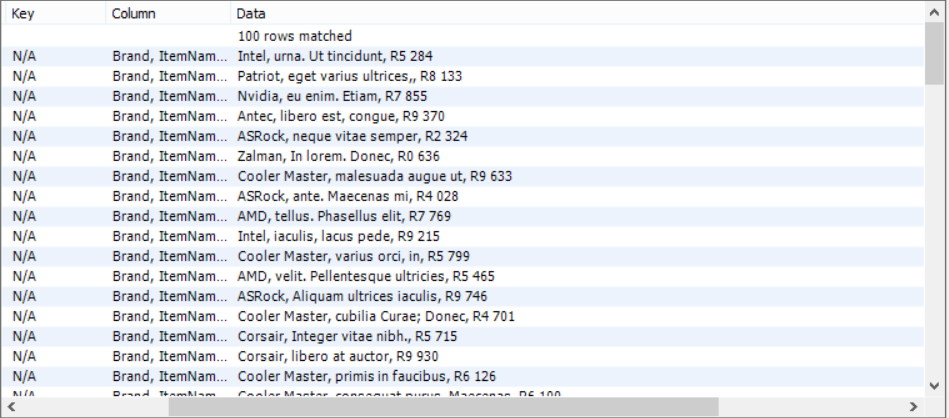 Key Column Data
100 rows matched
N/A Brand, ItemNam... Intel, urna. Ut tincidunt, R5 284
N/A Brand, ItemNam... Patriot, eget varius ultrices,, R8 133
N/A Brand, ItemNam... Nvidia, eu enim. Etiam, R7 855
N/A Brand, ItemNam... Antec, libero est, congue, R9 370
N/A Brand, ItemNam... ASRock, neque vitae semper, R2 324
N/A Brand, ItemNam... Zalman, In lorem. Donec, R0 636
N/A Brand, ItemNam... Cooler Master, malesuada augue ut, R9 633
N/A Brand, ItemNam... ASRock, ante. Maecenas mi, R4 028
N/A Brand, ItemNam... AMD, tellus. Phasellus elit, R7 769
N/A Brand, ItemNam... Intel, iaculis, lacus pede, R9 215
N/A Brand, ItemNam... Cooler Master, varius orci, in, R5 799
N/A Brand, ItemNam... AMD, velit. Pellentesque ultricies, R5 465
N/A Brand, ItemNam... ASRock, Aliquam ultrices iaculis, R9 746
N/A Brand, ItemNam... Cooler Master, cubilia Curae; Donec, R4 701
N/A Brand, ItemNam... Corsair, Integer vitae nibh., R5 715
N/A Brand, ItemNam... Corsair, libero at auctor, R9 930
N/A Brand, ItemNam... Cooler Master, primis in faucibus, R6 126
N/A Brand, ItemNam... Cooler Master, consequat purus. Maecenas, R6 100